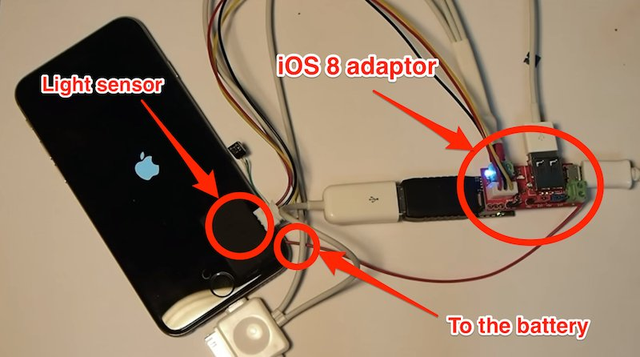 iOS 8 adaptor
Light sensor
To the battery